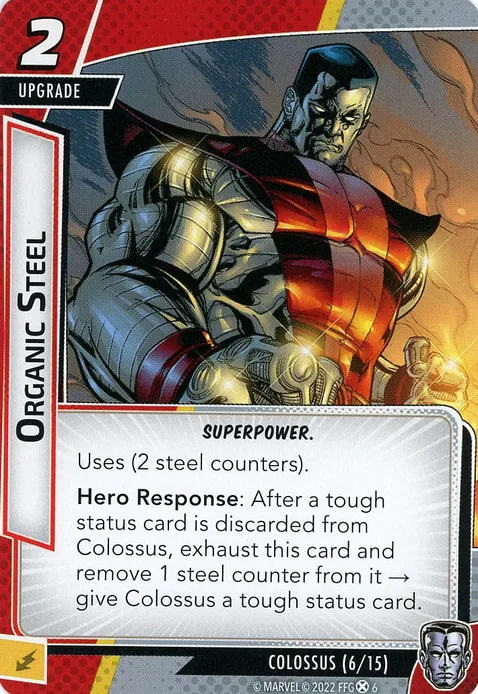 2
UPGRADE
ORGANIC STEEL
SUPERPOWER.
Uses (2 steel counters).
Hero Response: After a tough
status card is discarded from
Colossus, exhaust this card and
remove 1 steel counter from it →
give Colossus a tough status card.
COLOSSUS (6/15)
© MARVEL © 2022 FFG 6